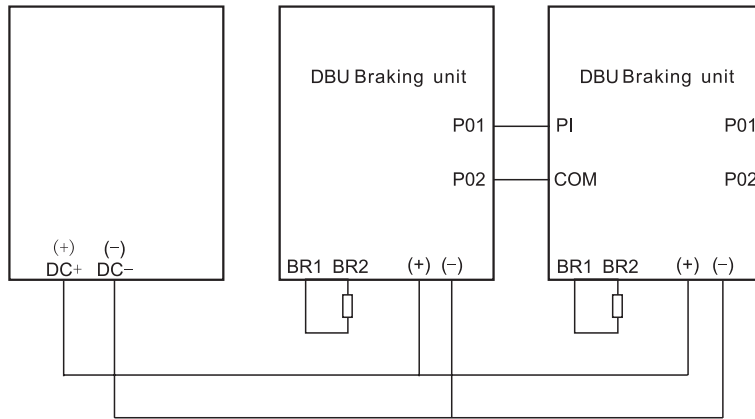 DBU Braking unit
DBU Braking unit
P01
PI
P01
P02
COM
P02
(+)
(−)
DC+
DC−
BR1
BR2
(+)
(−)
BR1
BR2
(+)
(−)